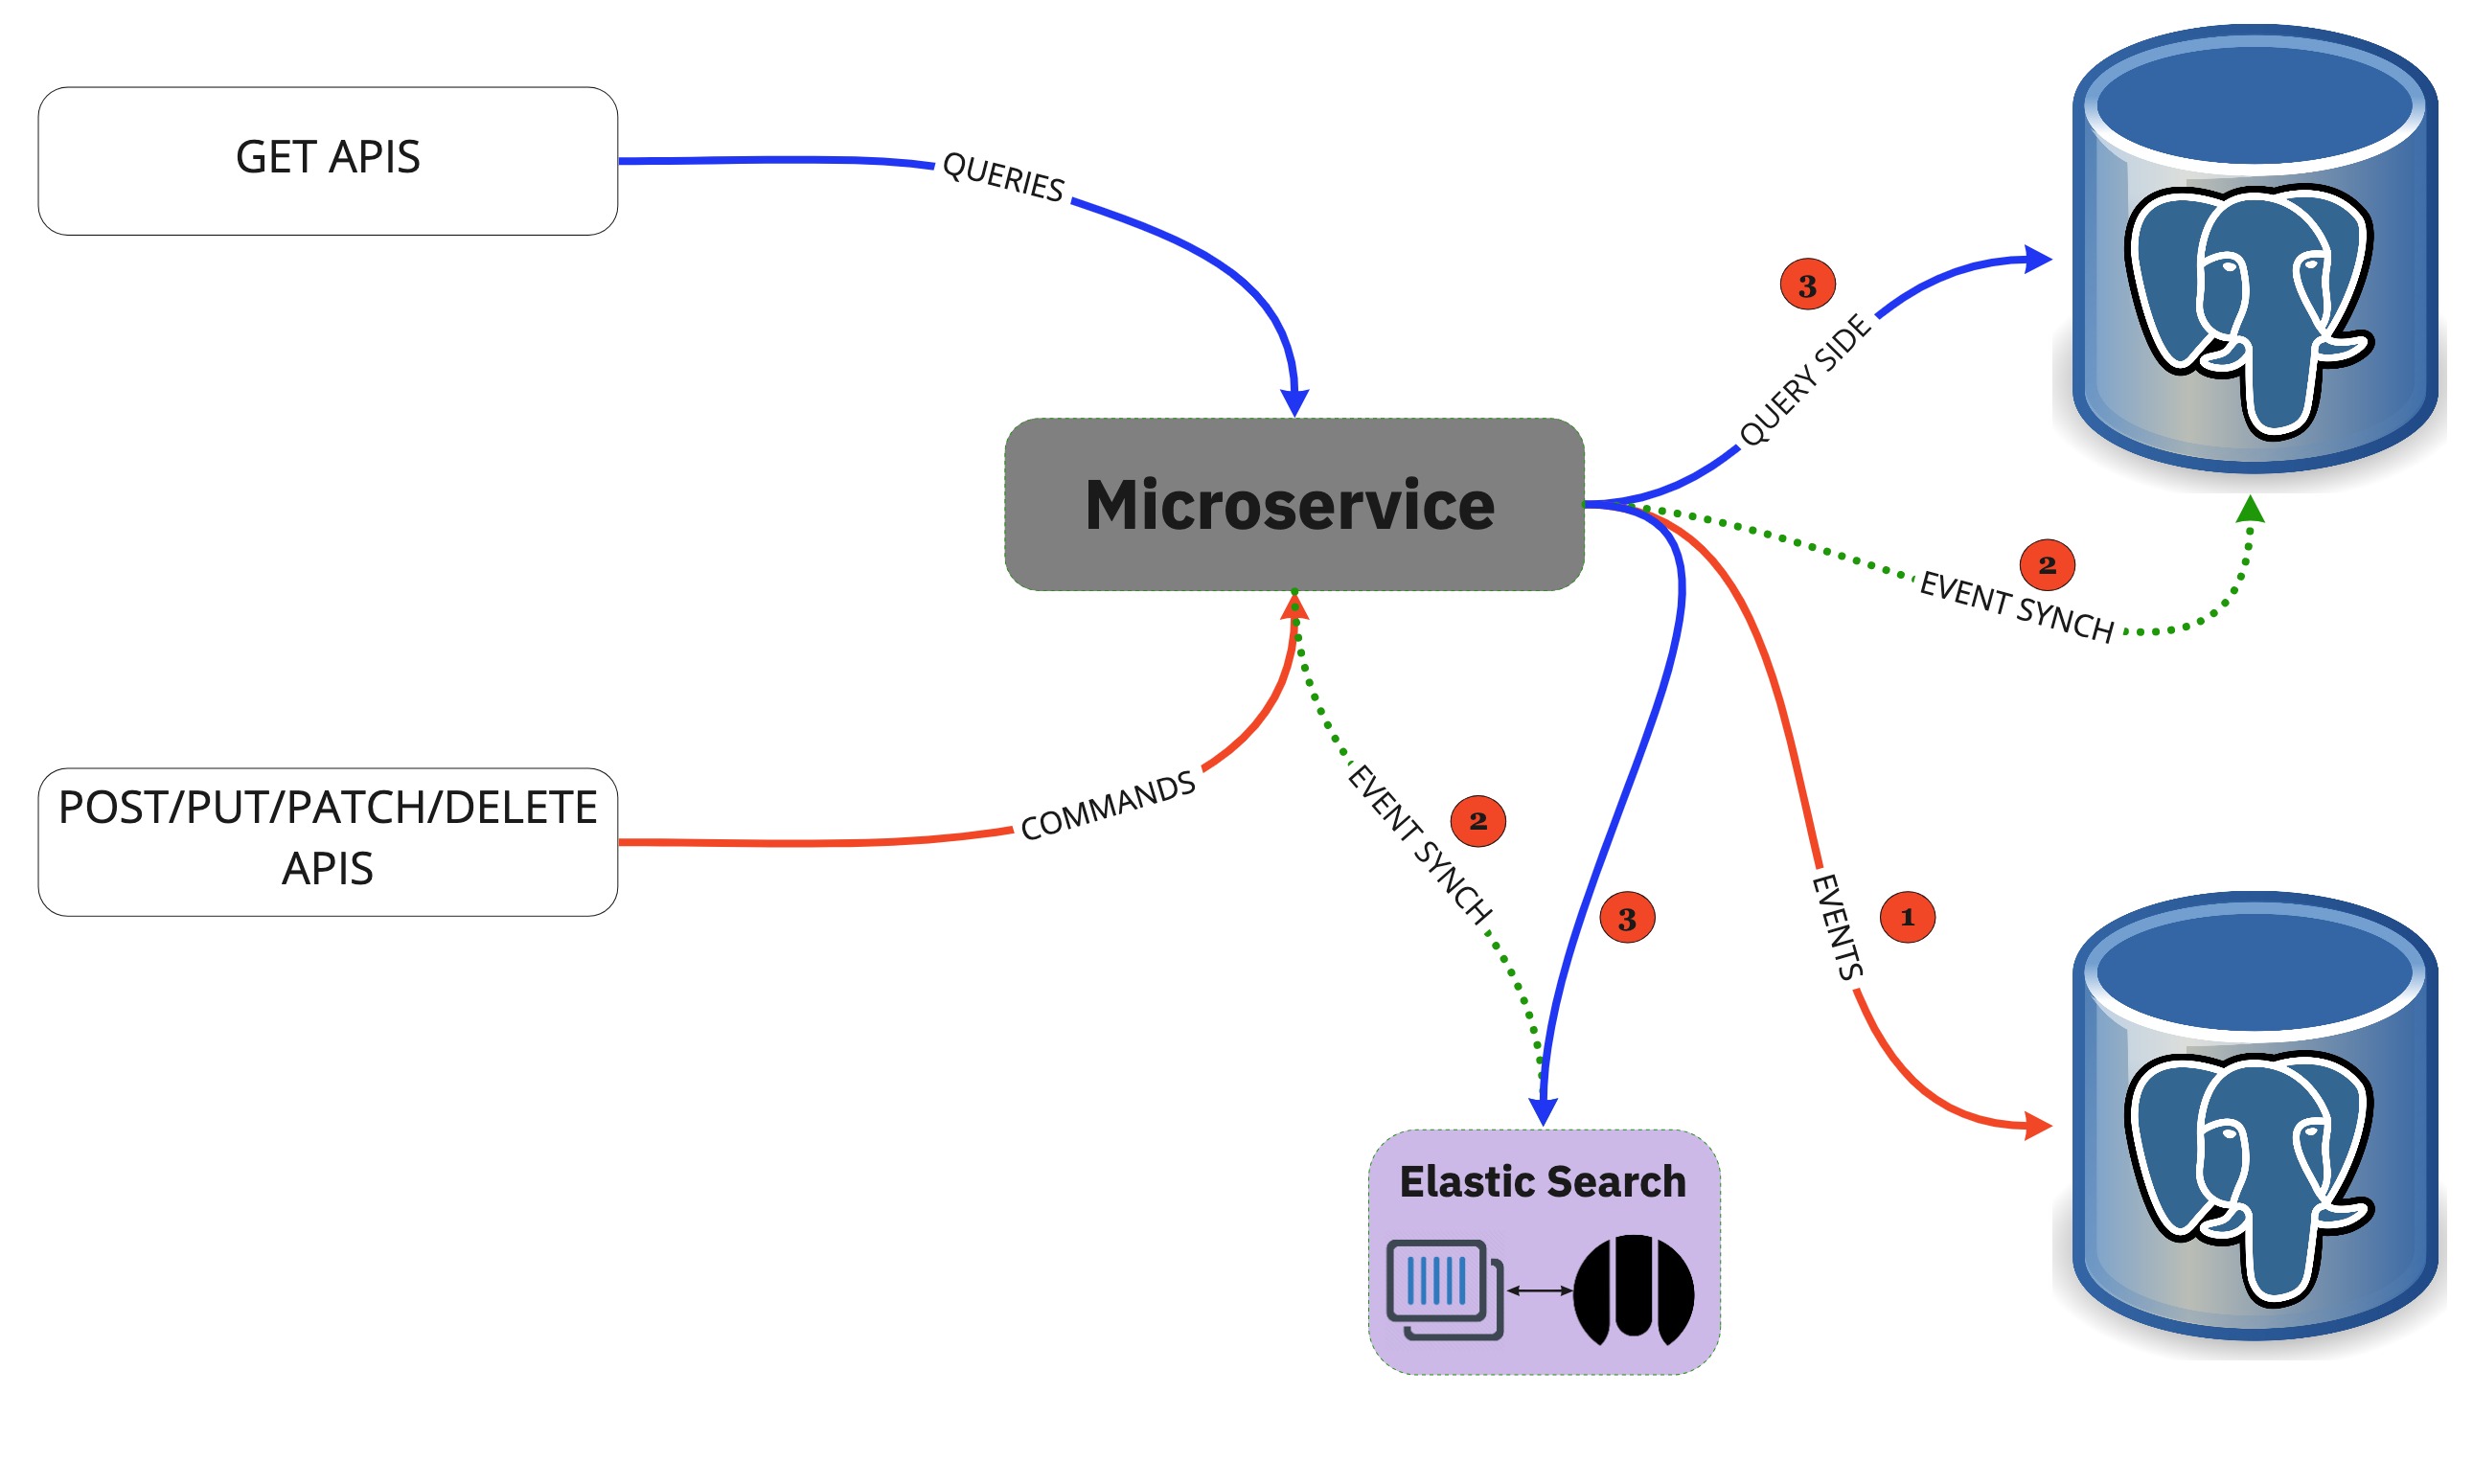 GET APIS
QUERIES
3
QUERY SIDE
Microservice
2
EVENT SYNCH
POST/PUT/PATCH/DELETE
APIS
COMMANDS
EVENT SYNCH
2
3
EVENTS
1
Elastic Search